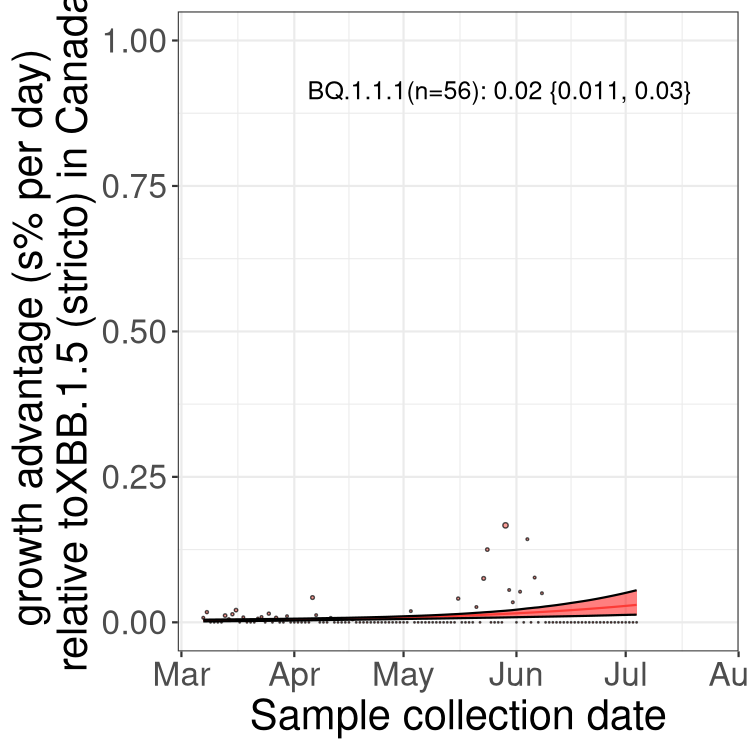 growth advantage (s% per day)
relative toXBB.1.5 (stricto) in Canada
1.00
0.75
0.50
0.25
0.00
BQ.1.1.1(n=56): 0.02 {0.011, 0.03}
Mar Apr May Jun Jul Au
Sample collection date